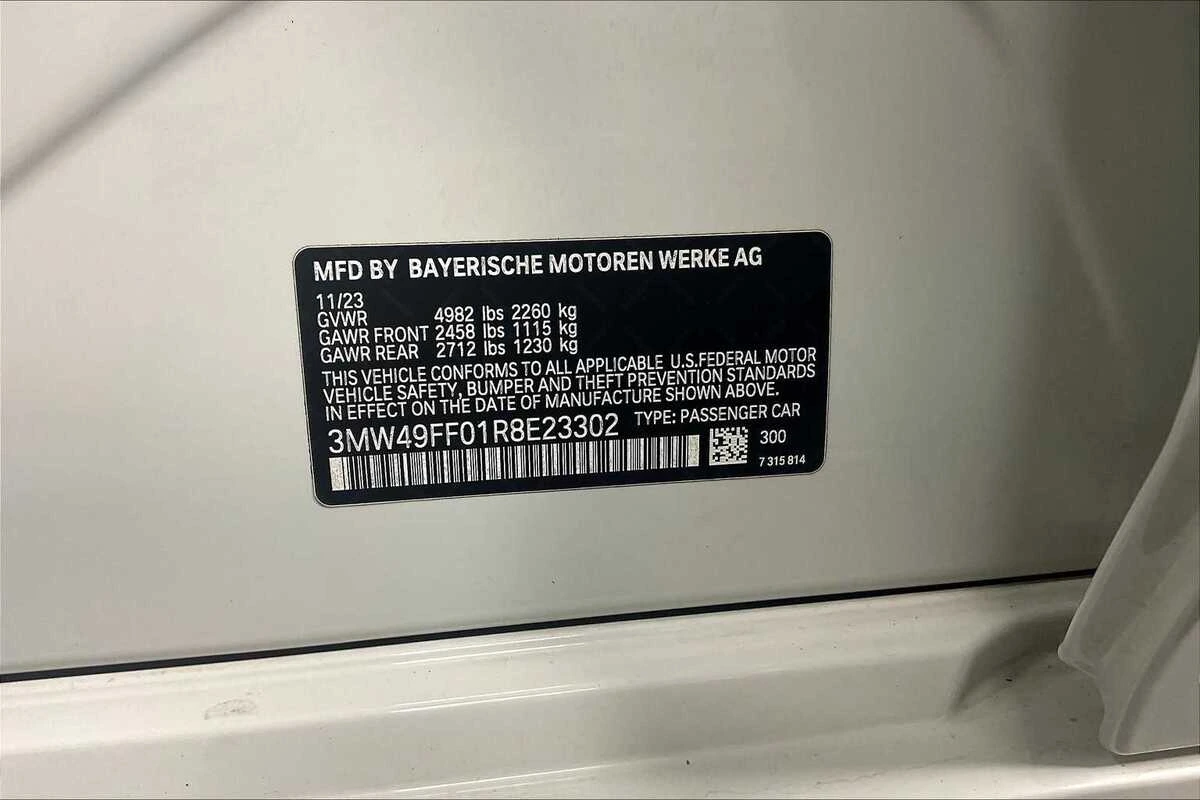 MFD BY BAYERISCHE MOTOREN WERKE AG
11/23
GVWR 4982 lbs 2260 kg
GAWR FRONT 2458 lbs 1115 kg
GAWR REAR 2712 lbs 1230 kg
THIS VEHICLE CONFORMS TO ALL APPLICABLE U.S.FEDERAL MOTOR
VEHICLE SAFETY, BUMPER AND THEFT PREVENTION STANDARDS
IN EFFECT ON THE DATE OF MANUFACTURE SHOWN ABOVE.
3MW49FF01R8E23302 TYPE: PASSENGER CAR
300
7 315 814